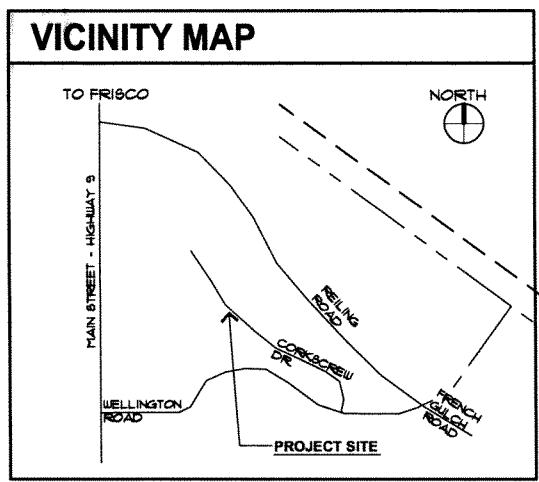 VICINITY MAP
TO FRISCO
NORTH
MAIN STREET - HIGHWAY 9
REILING
ROAD
CORKSCREW
DR.
WELLINGTON
ROAD
FRENCH
GULCH
ROAD
PROJECT SITE